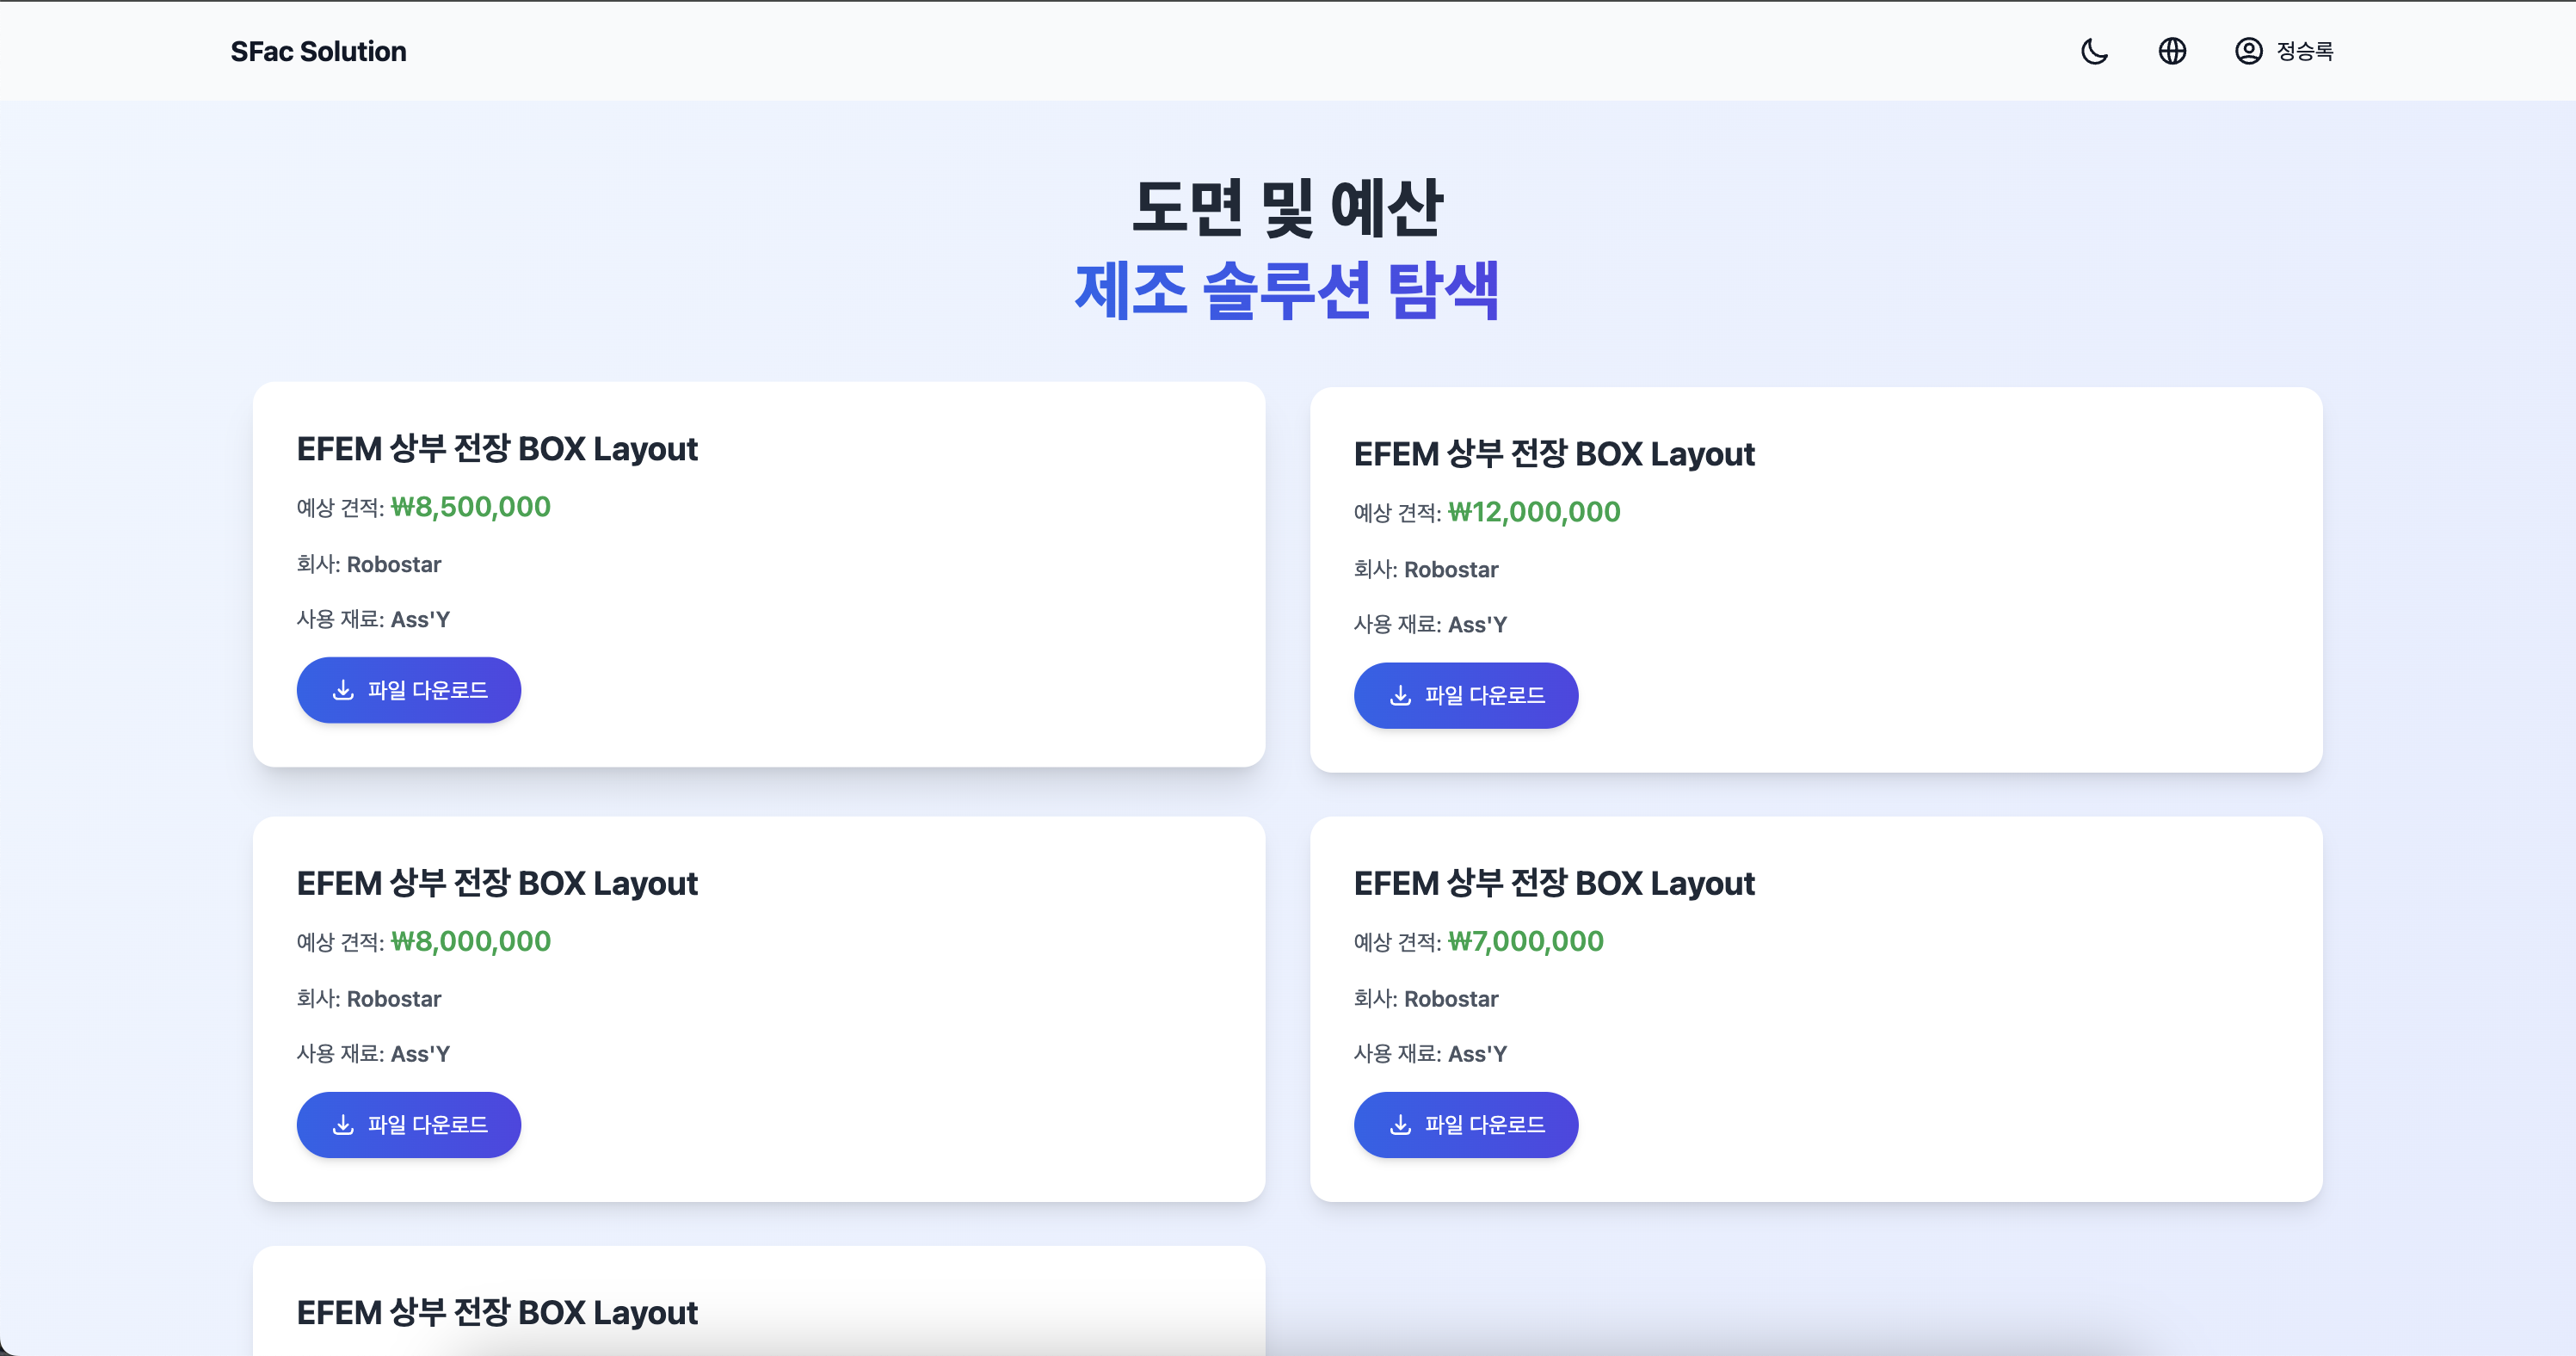 SFac Solution
정승록
도면 및 예산
제조 솔루션 탐색
EFEM 상부 전장 BOX Layout
예상 견적: ₩8,500,000
회사: Robostar
사용 재료: Ass'Y
파일 다운로드
EFEM 상부 전장 BOX Layout
예상 견적: ₩12,000,000
회사: Robostar
사용 재료: Ass'Y
파일 다운로드
EFEM 상부 전장 BOX Layout
예상 견적: ₩8,000,000
회사: Robostar
사용 재료: Ass'Y
파일 다운로드
EFEM 상부 전장 BOX Layout
예상 견적: ₩7,000,000
회사: Robostar
사용 재료: Ass'Y
파일 다운로드
EFEM 상부 전장 BOX Layout